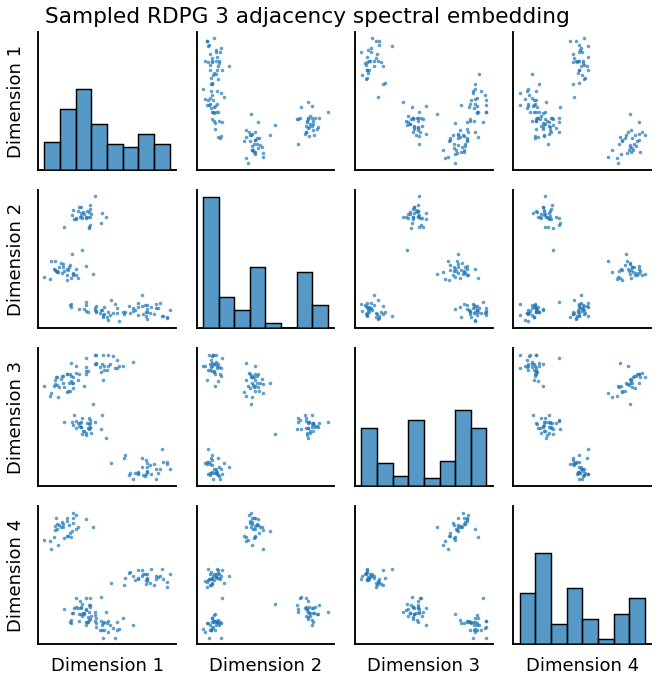 Sampled RDPG 3 adjacency spectral embedding
Dimension 1
Dimension 2
Dimension 3
Dimension 4
Dimension 1 Dimension 2 Dimension 3 Dimension 4